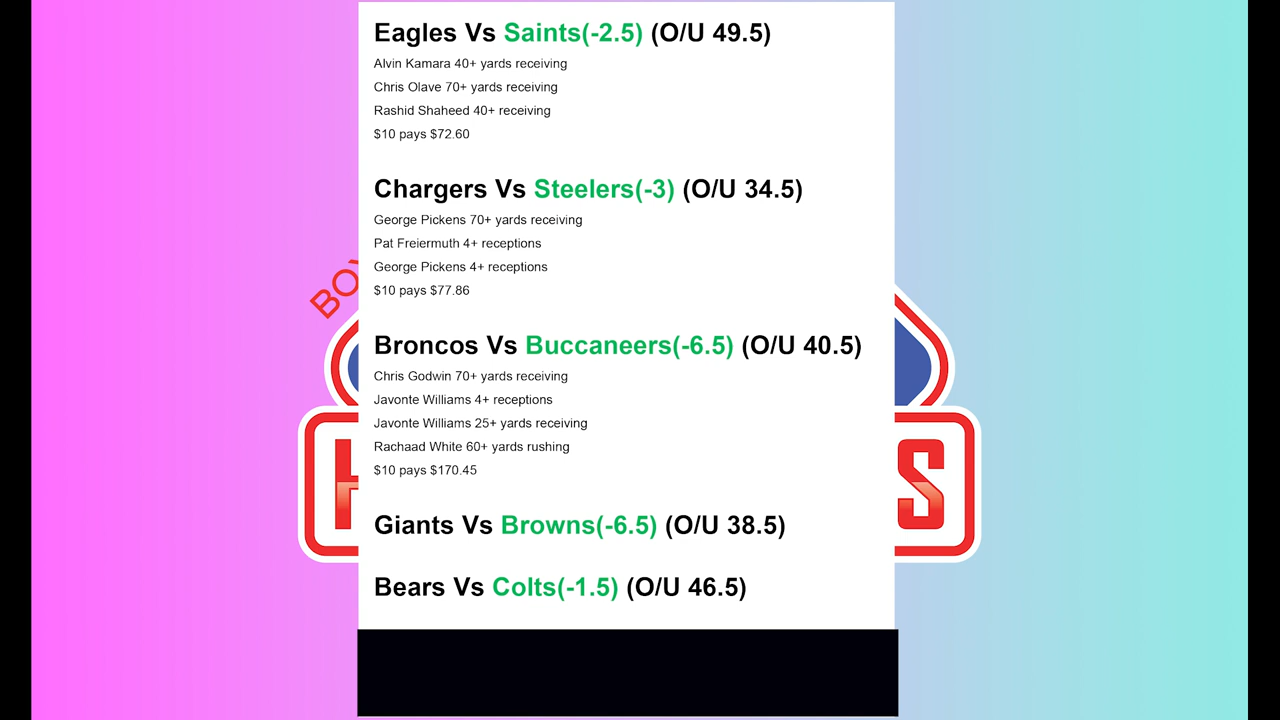 Eagles Vs Saints(-2.5) (O/U 49.5)
Alvin Kamara 40+ yards receiving
Chris Olave 70+ yards receiving
Rashid Shaheed 40+ receiving
$10 pays $72.60
Chargers Vs Steelers(-3) (O/U 34.5)
George Pickens 70+ yards receiving
Pat Freiermuth 4+ receptions
George Pickens 4+ receptions
$10 pays $77.86
Broncos Vs Buccaneers(-6.5) (O/U 40.5)
Chris Godwin 70+ yards receiving
Javonte Williams 4+ receptions
Javonte Williams 25+ yards receiving
Rachaad White 60+ yards rushing
$10 pays $170.45
Giants Vs Browns(-6.5) (O/U 38.5)
Bears Vs Colts(-1.5) (O/U 46.5)